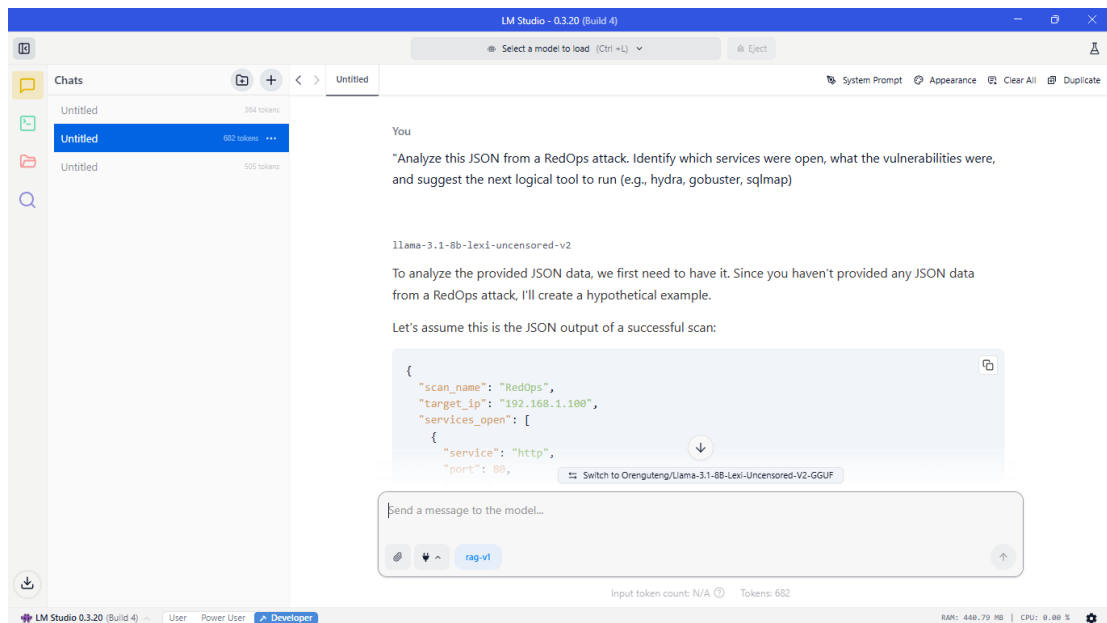 LM Studio - 0.3.20 (Build 4)
Select a model to load (Ctrl +L)
Eject
Chats
Untitled
System Prompt
Appearance
Clear All
Duplicate
Untitled 384 tokens
Untitled 682 tokens
Untitled 505 tokens
You
"Analyze this JSON from a RedOps attack. Identify which services were open, what the vulnerabilities were,
and suggest the next logical tool to run (e.g., hydra, gobuster, sqlmap)
llama-3.1-8b-lexi-uncensored-v2
To analyze the provided JSON data, we first need to have it. Since you haven't provided any JSON data
from a RedOps attack, I'll create a hypothetical example.
Let's assume this is the JSON output of a successful scan:
{
"scan_name": "RedOps",
"target_ip": "192.168.1.100",
"services_open": [
{
"service": "http",
"port": 80,
Switch to Orenguteng/Llama-3.1-8B-Lexi-Uncensored-V2-GGUF
Send a message to the model...
rag-v1
Input token count: N/A Tokens: 682
LM Studio 0.3.20 (Build 4) User Power User Developer
RAM: 440.79 MB | CPU: 0.00 %